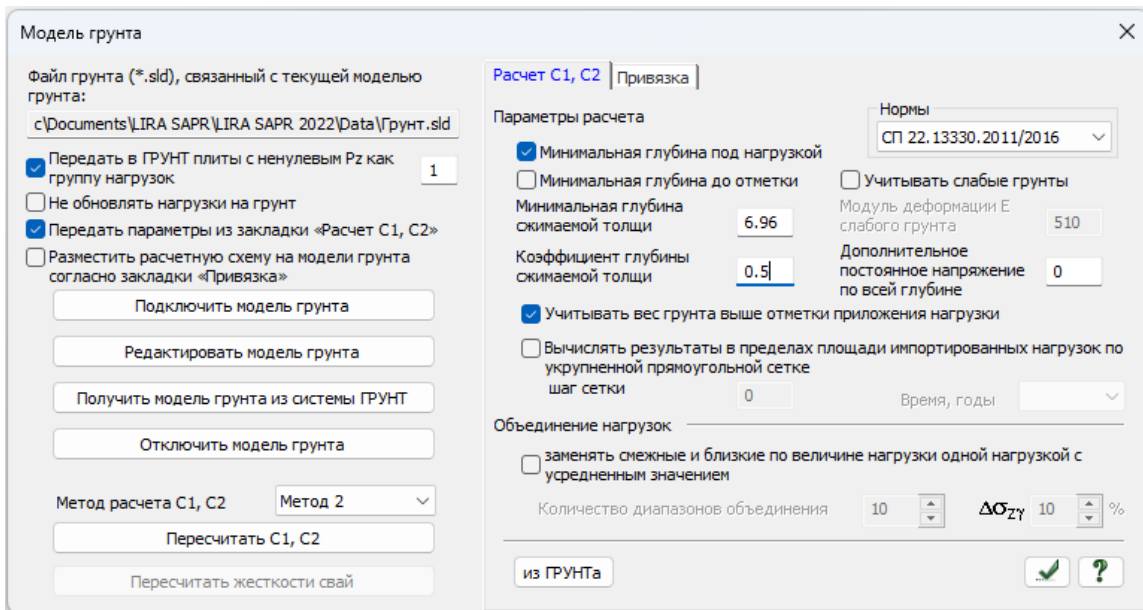 Модель грунта
Файл грунта (*.sld), связанный с текущей моделью
грунта:
c\Documents\LIRA SAPR\LIRA SAPR 2022\Data\Грунт.sld
Передать в ГРУНТ плиты с ненулевым Pz как
группу нагрузок
1
Не обновлять нагрузки на грунт
Передать параметры из закладки «Расчет C1, C2»
Разместить расчетную схему на модели грунта
согласно закладки «Привязка»
Подключить модель грунта
Редактировать модель грунта
Получить модель грунта из системы ГРУНТ
Отключить модель грунта
Метод расчета C1, C2
Метод 2
Пересчитать C1, C2
Пересчитать жесткости свай
Расчет C1, C2
Привязка
Параметры расчета
Нормы
СП 22.13330.2011/2016
Минимальная глубина под нагрузкой
Минимальная глубина до отметки
Учитывать слабые грунты
Минимальная глубина
сжимаемой толщи
6.96
Модуль деформации E
слабого грунта
510
Коэффициент глубины
сжимаемой толщи
0.5
Дополнительное
постоянное напряжение
по всей глубине
0
Учитывать вес грунта выше отметки приложения нагрузки
Вычислять результаты в пределах площади импортированных нагрузок по
укрупненной прямоугольной сетке
шаг сетки
0
Время, годы
Объединение нагрузок
заменять смежные и близкие по величине нагрузки одной нагрузкой с
усредненным значением
Количество диапазонов объединения
10
Δσzγ
10
%
из ГРУНТа
?